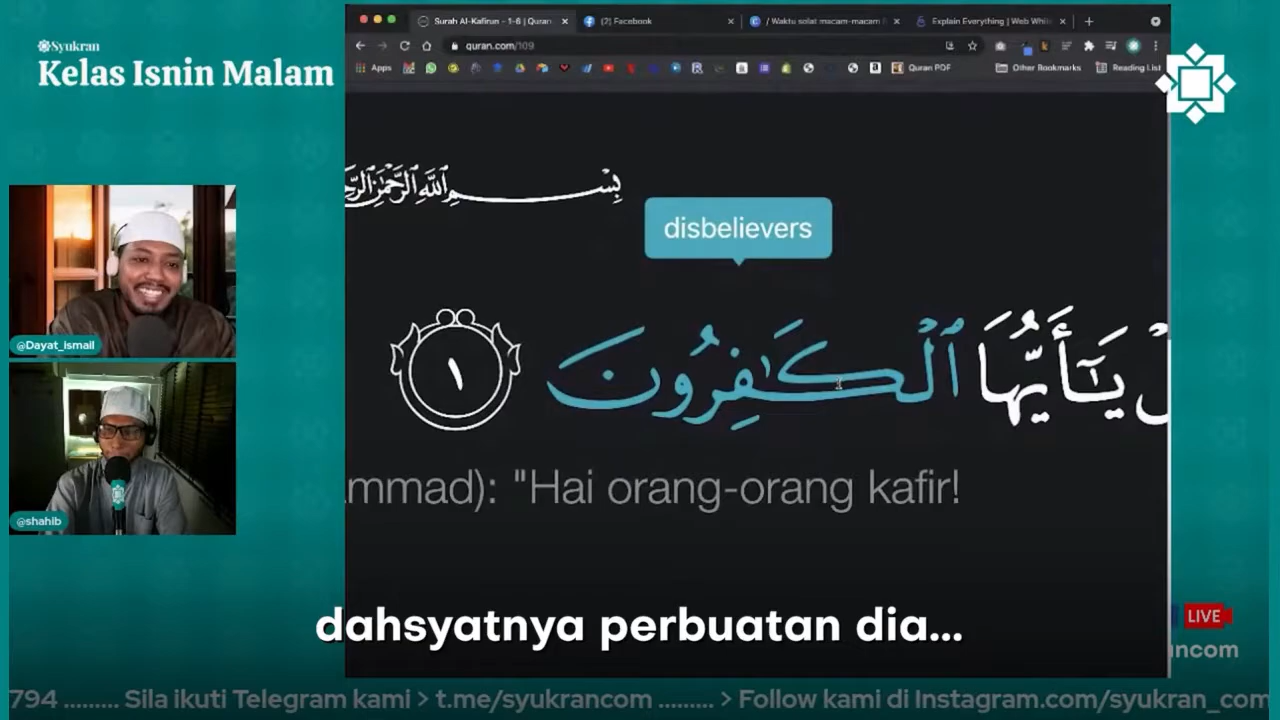 Syukran
Kelas Isnin Malam
Surah Al-Kafirun - 1-6 | Quran
(2) Facebook
/ Waktu solat macam-macam
Explain Everything | Web Whi
quran.com/109
Apps
Quran PDF
Other Bookmarks
Reading List
بِسْمِ ٱللَّهِ ٱلرَّحْمَٰنِ
disbelievers
يَٰٓأَيُّهَا ٱلْكَٰفِرُونَ ١
mmad): "Hai orang-orang kafir!
@Dayat_ismail
@shahib
dahsyatnya perbuatan dia...
LIVE
ncom
794 ......... Sila ikuti Telegram kami > t.me/syukrancom ......... > Follow kami di Instagram.com/syukran_com